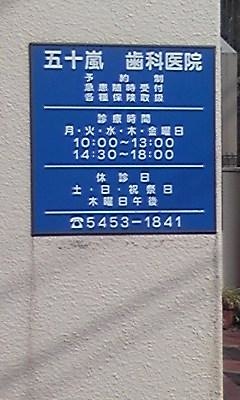 五十嵐　歯科医院
予約制
急患随時受付
各種保険取扱
診療時間
月・火・水・木・金曜日
10:00～13:00
14:30～18:00
休診日
土・日・祝祭日
木曜日午後
☎5453-1841